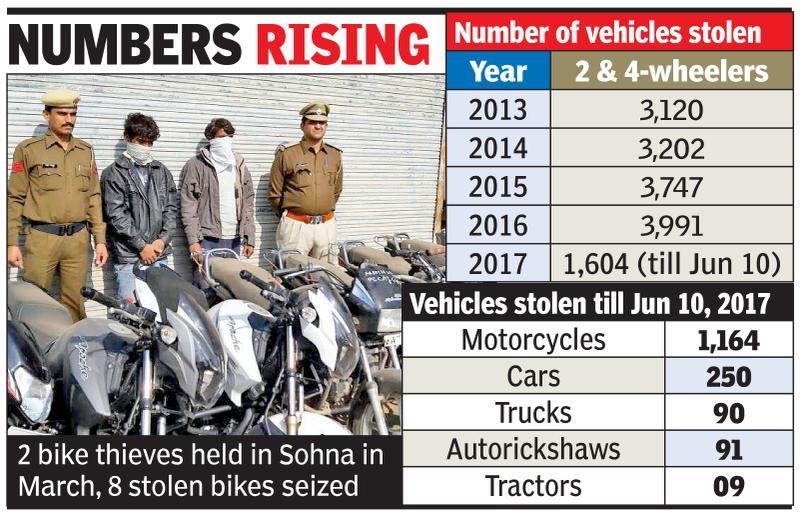 NUMBERS RISING
Number of vehicles stolen
Year 2 & 4-wheelers
2013 3,120
2014 3,202
2015 3,747
2016 3,991
2017 1,604 (till Jun 10)
Vehicles stolen till Jun 10, 2017
Motorcycles 1,164
Cars 250
Trucks 90
Autorickshaws 91
Tractors 09
2 bike thieves held in Sohna in
March, 8 stolen bikes seized
Apache
Apache